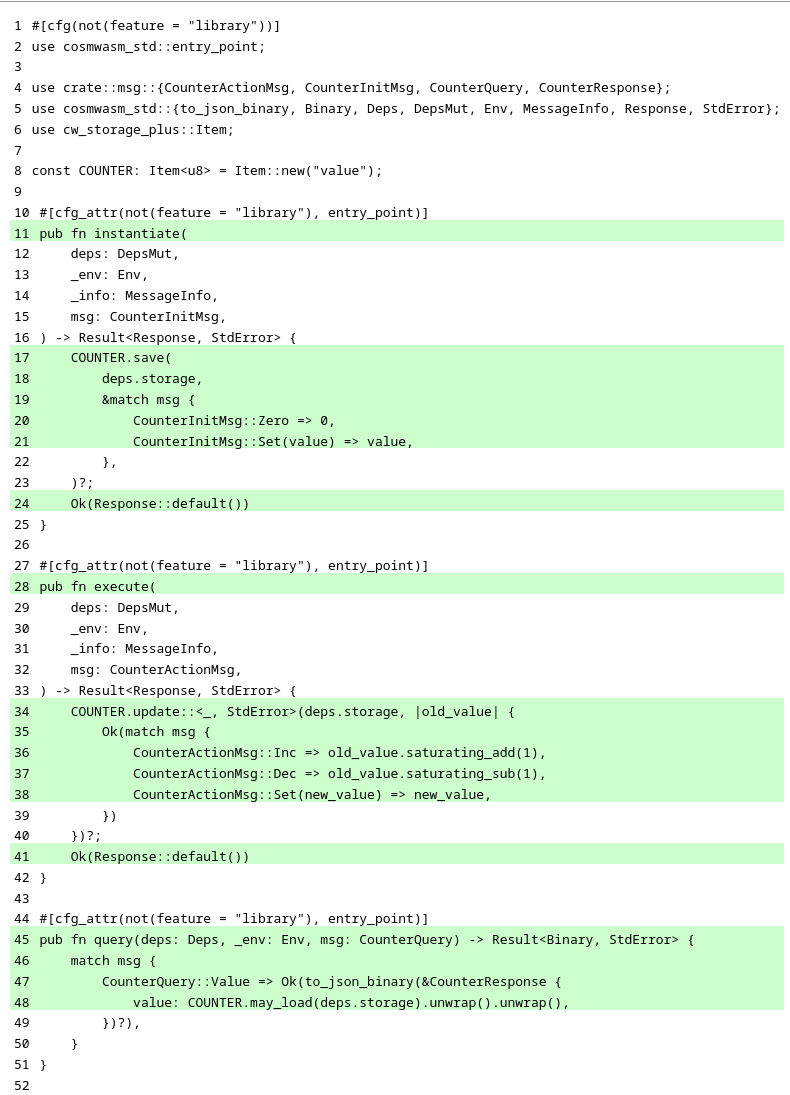 1 #[cfg(not(feature = "library"))]
2 use cosmwasm_std::entry_point;
3
4 use crate::msg::{CounterActionMsg, CounterInitMsg, CounterQuery, CounterResponse};
5 use cosmwasm_std::{to_json_binary, Binary, Deps, DepsMut, Env, MessageInfo, Response, StdError};
6 use cw_storage_plus::Item;
7
8 const COUNTER: Item<u8> = Item::new("value");
9
10 #[cfg_attr(not(feature = "library"), entry_point)]
11 pub fn instantiate(
12     deps: DepsMut,
13     _env: Env,
14     _info: MessageInfo,
15     msg: CounterInitMsg,
16 ) -> Result<Response, StdError> {
17     COUNTER.save(
18         deps.storage,
19         &match msg {
20             CounterInitMsg::Zero => 0,
21             CounterInitMsg::Set(value) => value,
22         },
23     )?;
24     Ok(Response::default())
25 }
26
27 #[cfg_attr(not(feature = "library"), entry_point)]
28 pub fn execute(
29     deps: DepsMut,
30     _env: Env,
31     _info: MessageInfo,
32     msg: CounterActionMsg,
33 ) -> Result<Response, StdError> {
34     COUNTER.update::<_, StdError>(deps.storage, |old_value| {
35         Ok(match msg {
36             CounterActionMsg::Inc => old_value.saturating_add(1),
37             CounterActionMsg::Dec => old_value.saturating_sub(1),
38             CounterActionMsg::Set(new_value) => new_value,
39         })
40     })?;
41     Ok(Response::default())
42 }
43
44 #[cfg_attr(not(feature = "library"), entry_point)]
45 pub fn query(deps: Deps, _env: Env, msg: CounterQuery) -> Result<Binary, StdError> {
46     match msg {
47         CounterQuery::Value => Ok(to_json_binary(&CounterResponse {
48             value: COUNTER.may_load(deps.storage).unwrap().unwrap(),
49         })?),
50     }
51 }
52